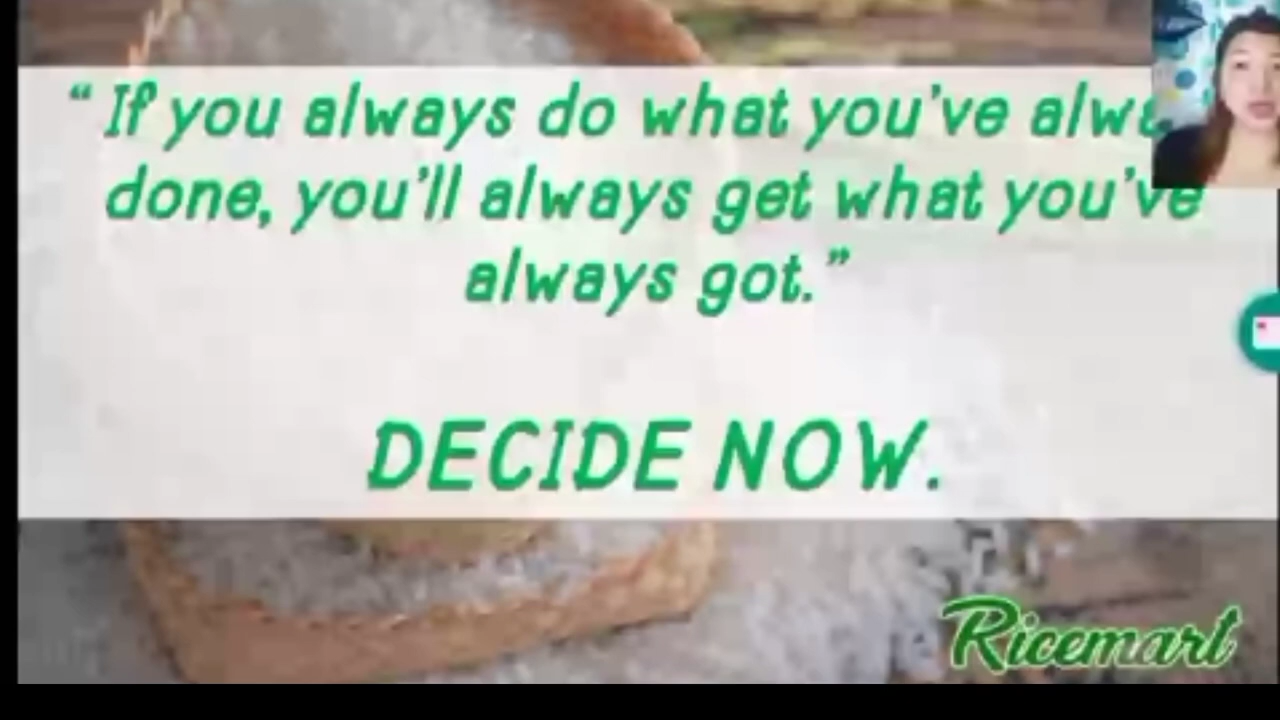 “ If you always do what you’ve alwa
done, you’ll always get what you’ve
always got.”
DECIDE NOW.
Ricemart